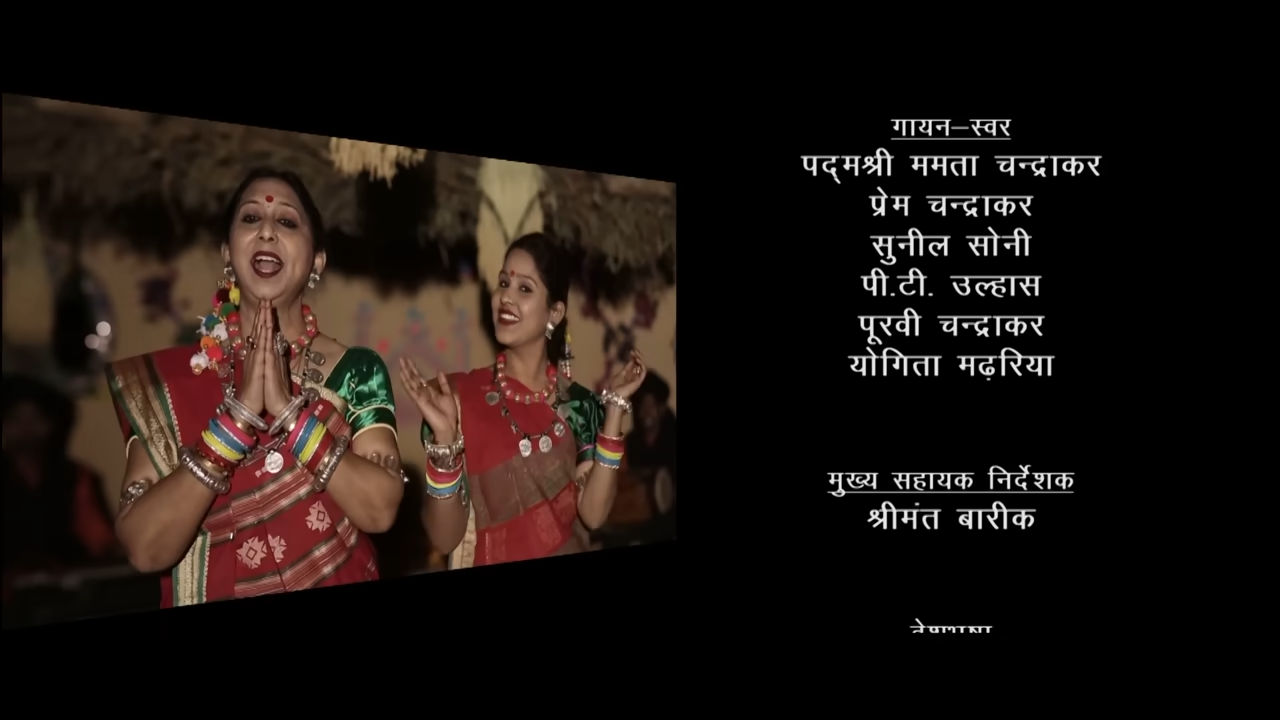 गायन–स्वर
पद्मश्री ममता चन्द्राकर
प्रेम चन्द्राकर
सुनील सोनी
पी.टी. उल्हास
पूरवी चन्द्राकर
योगिता मढ़रिया
मुख्य सहायक निर्देशक
श्रीमंत बारीक